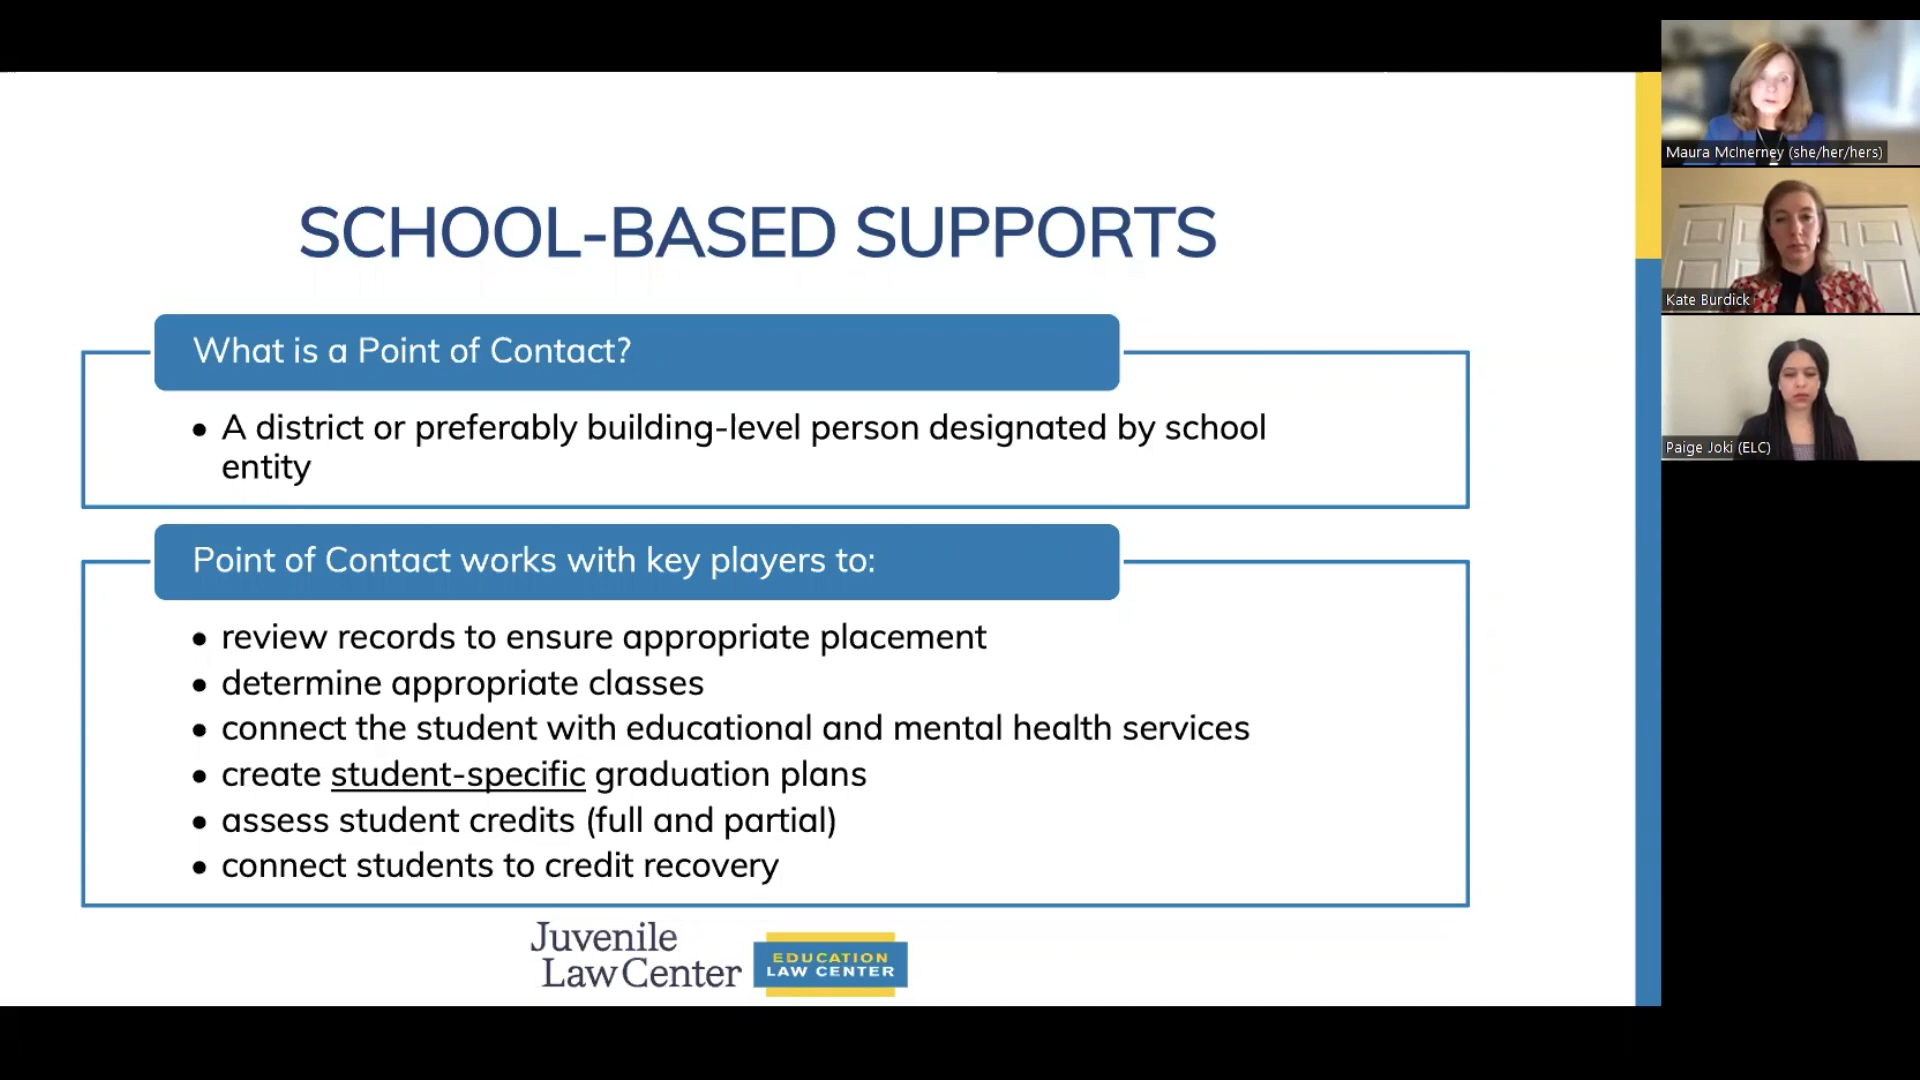 SCHOOL-BASED SUPPORTS
What is a Point of Contact?
• A district or preferably building-level person designated by school
entity
Point of Contact works with key players to:
• review records to ensure appropriate placement
• determine appropriate classes
• connect the student with educational and mental health services
• create student-specific graduation plans
• assess student credits (full and partial)
• connect students to credit recovery
Juvenile
Law Center
EDUCATION
LAW CENTER
Maura McInerney (she/her/hers)
Kate Burdick
Paige Joki (ELC)